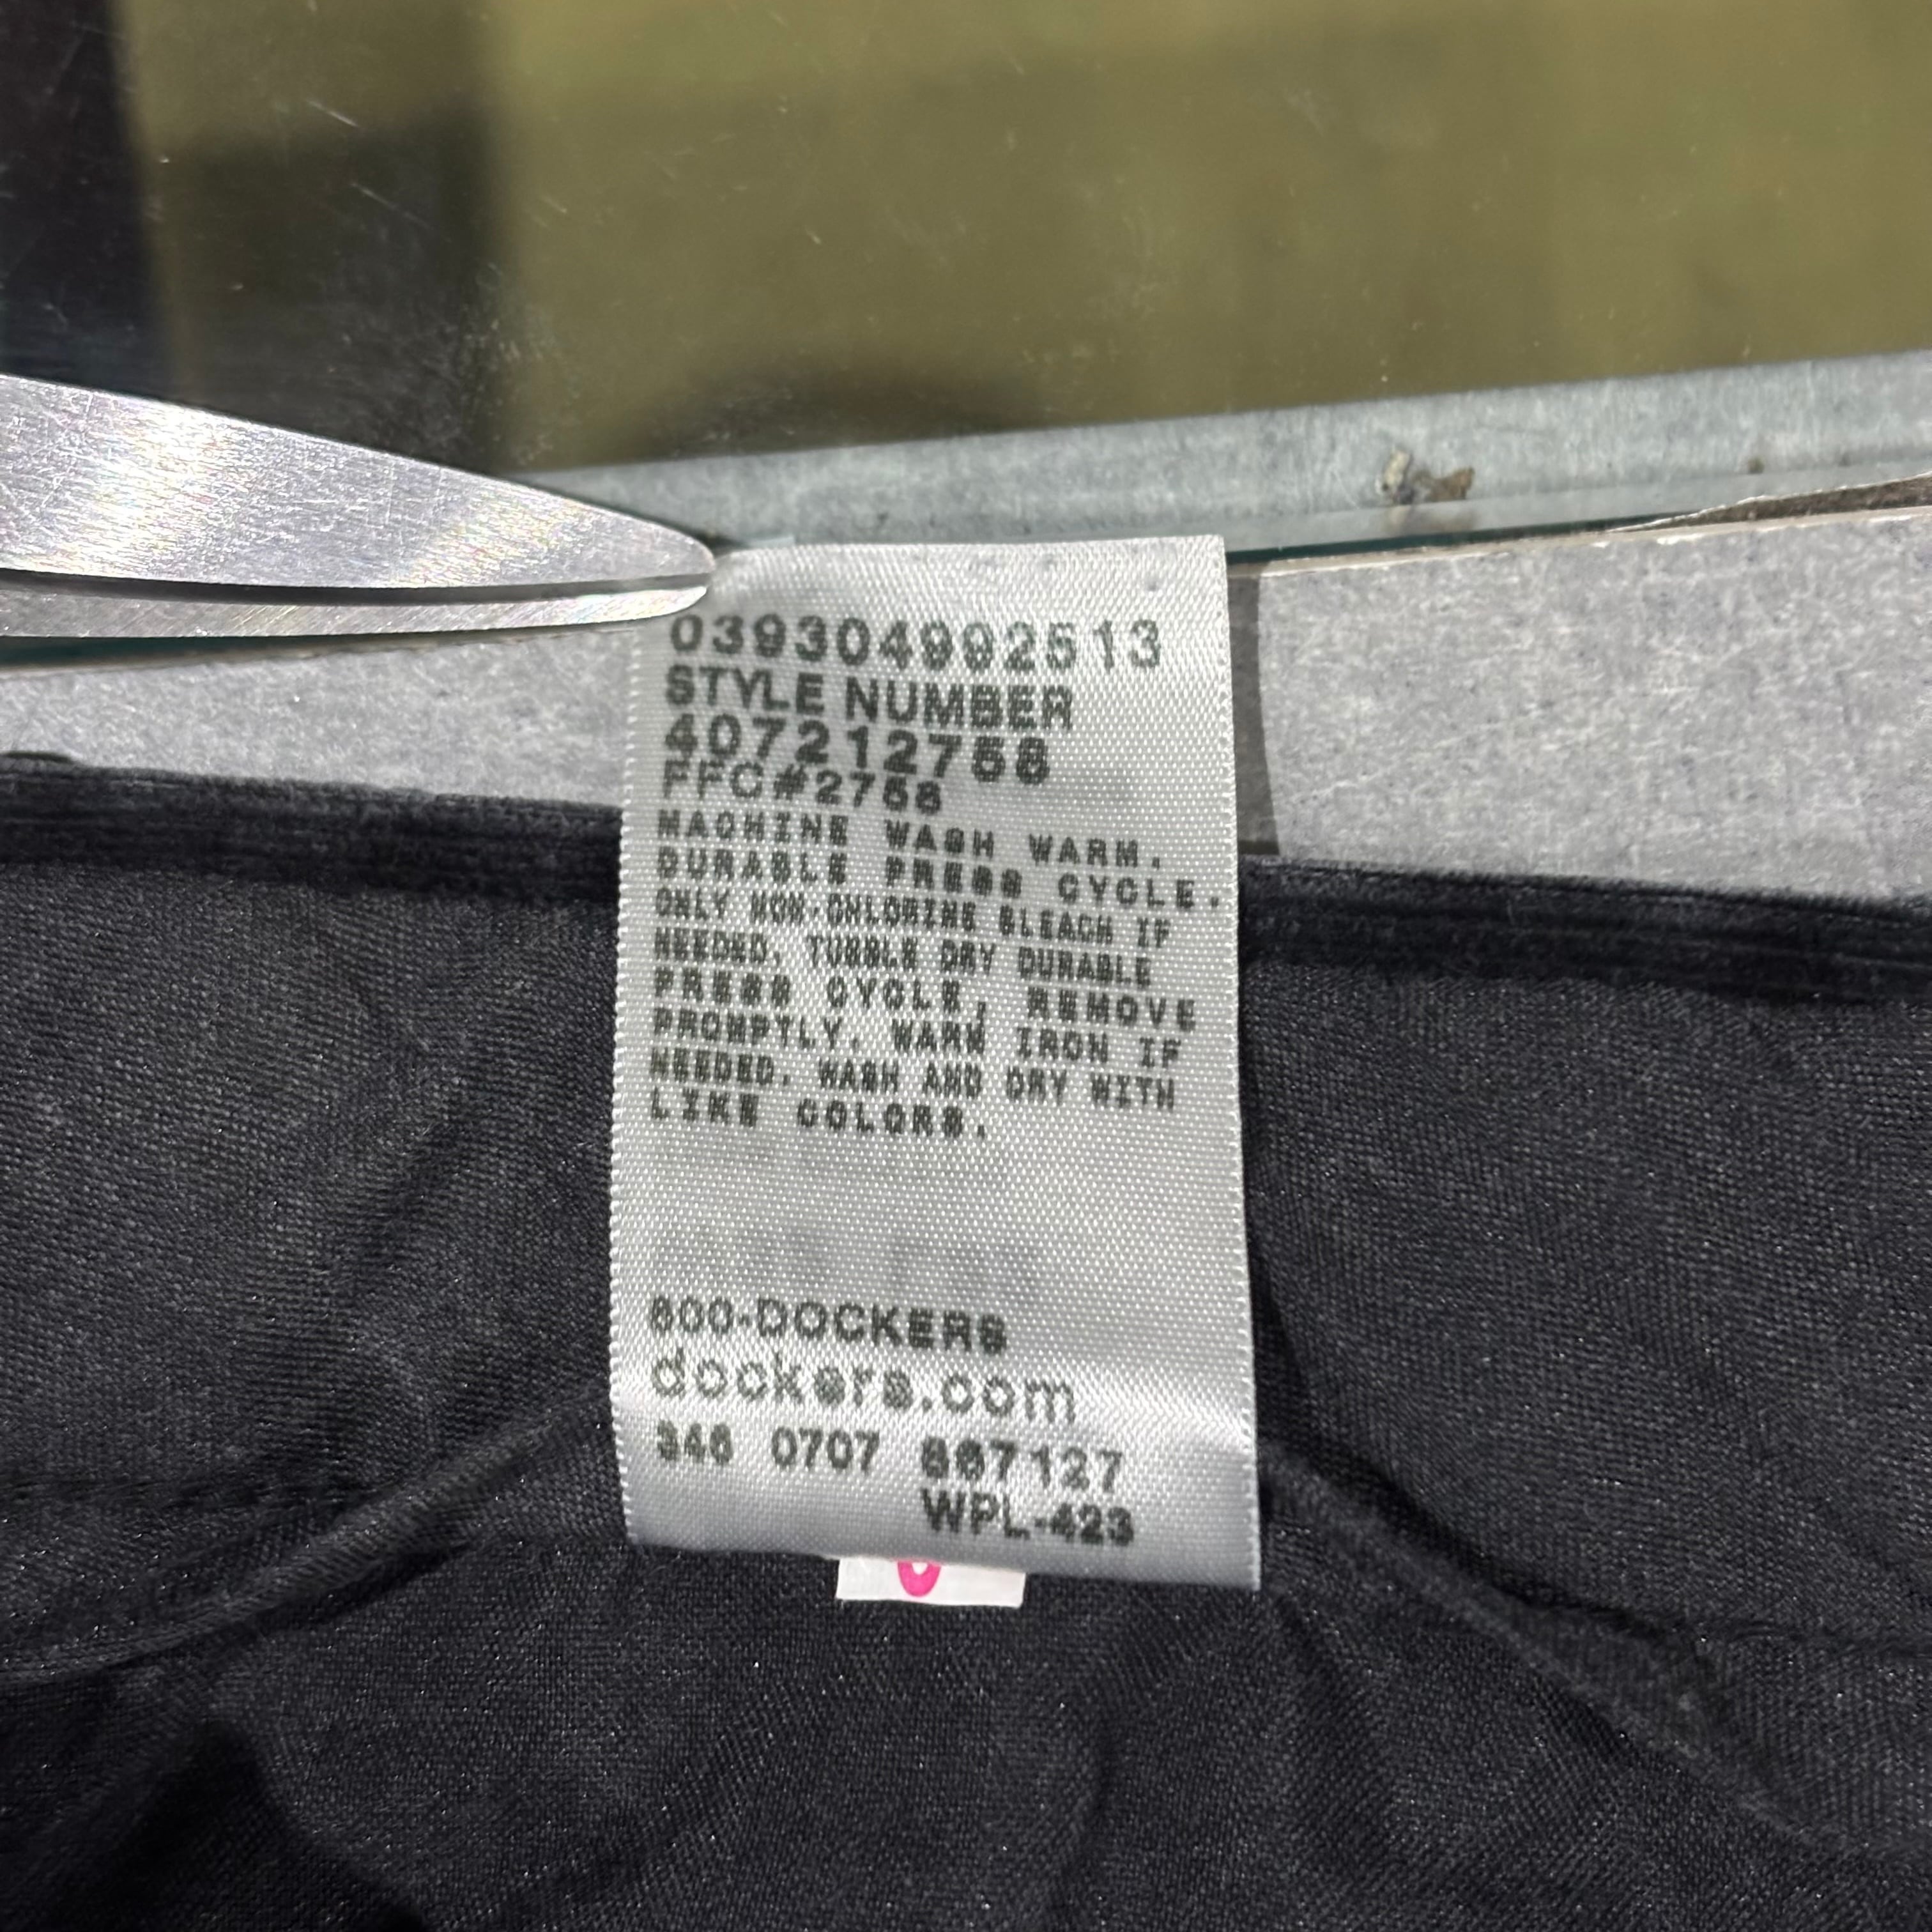 039304992513
STYLE NUMBER
407212758
FFC#2758
MACHINE WASH WARM.
DURABLE PRESS CYCLE.
ONLY NON-CHLORINE BLEACH IF
NEEDED. TUMBLE DRY DURABLE
PRESS CYCLE, REMOVE
PROMPTLY. WARM IRON IF
NEEDED. WASH AND DRY WITH
LIKE COLORS.
800-DOCKERS
dockers.com
346 0707 867127
WPL-423